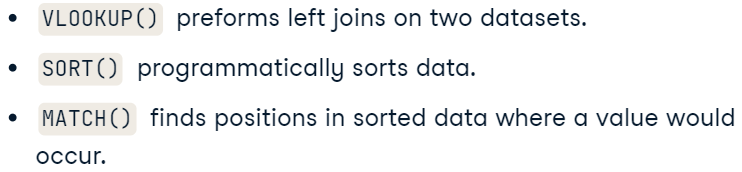 • VLOOKUP() preforms left joins on two datasets.
• SORT() programmatically sorts data.
• MATCH() finds positions in sorted data where a value would
occur.